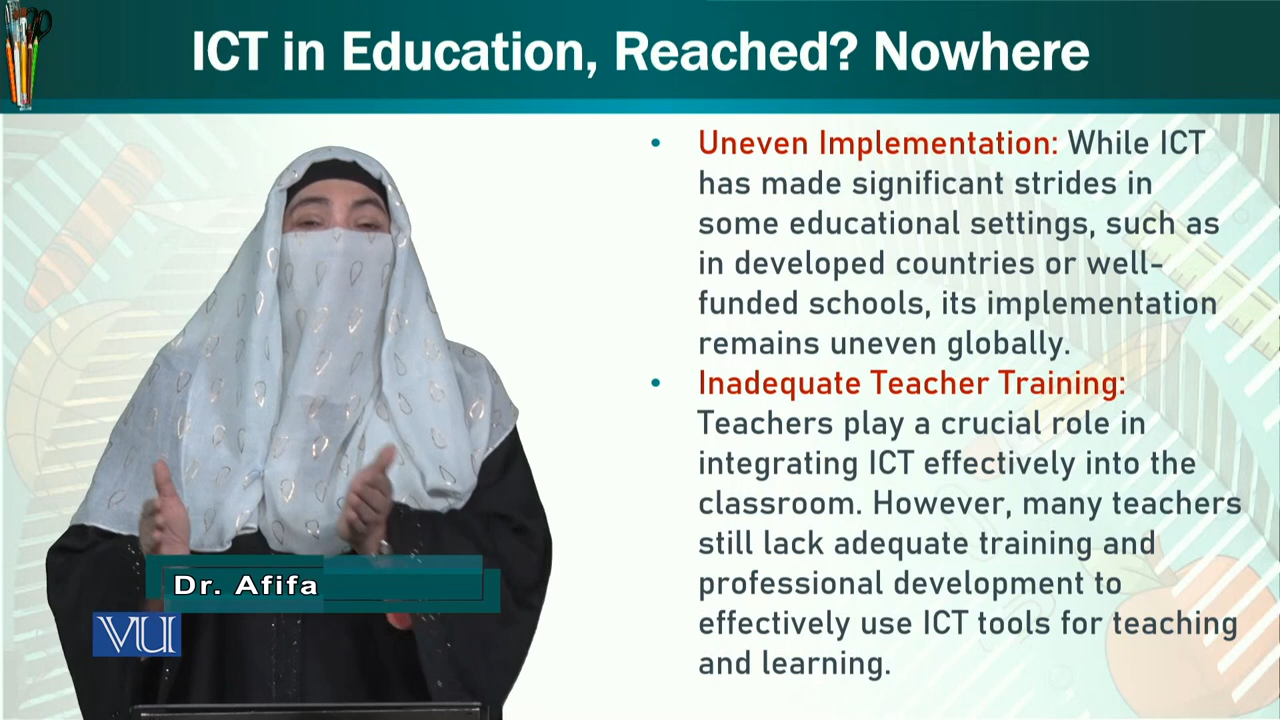 ICT in Education, Reached? Nowhere
• Uneven Implementation: While ICT
has made significant strides in
some educational settings, such as
in developed countries or well-
funded schools, its implementation
remains uneven globally.
• Inadequate Teacher Training:
Teachers play a crucial role in
integrating ICT effectively into the
classroom. However, many teachers
still lack adequate training and
professional development to
effectively use ICT tools for teaching
and learning.
Dr. Afifa
VU